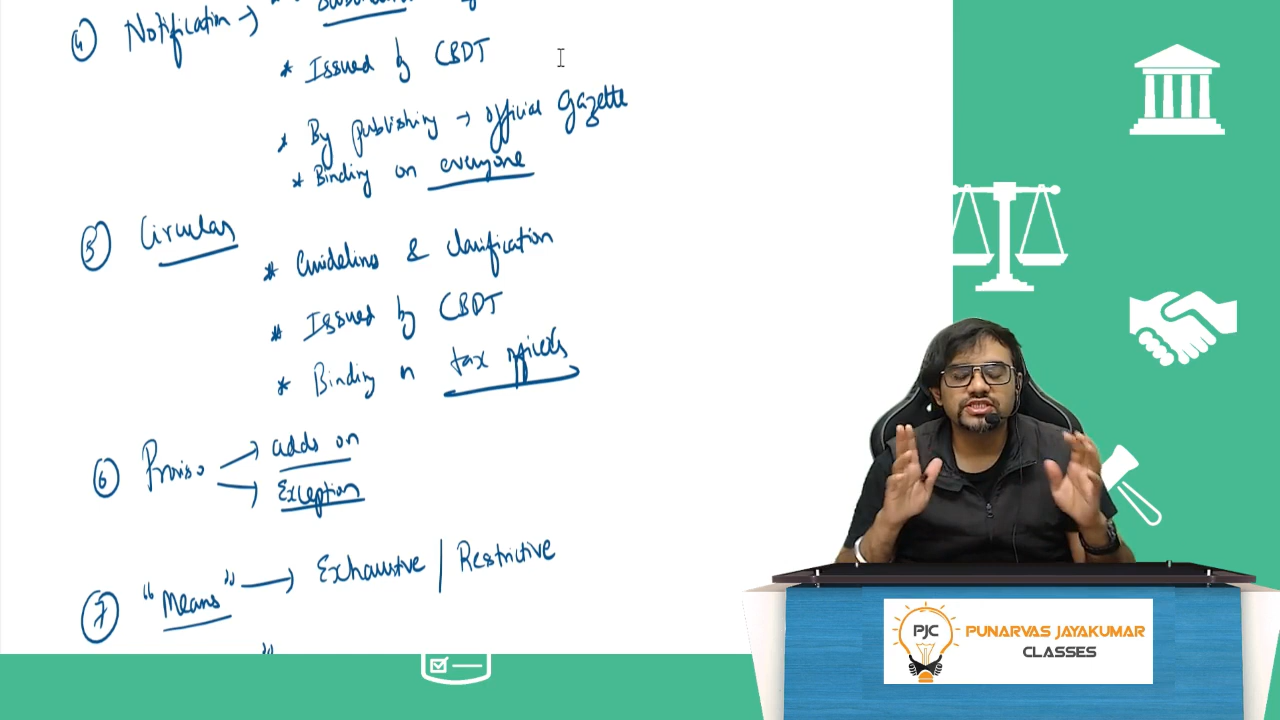 4 Notification →
* Issued by CBDT
* By publishing → official Gazette
* Binding on everyone
5 Circular
* Guidelines & clarification
* Issued by CBDT
* Binding on tax officers
6 Proviso → adds on
→ Exception
7 "Means" → Exhaustive | Restrictive
PJC PUNARVAS JAYAKUMAR
CLASSES